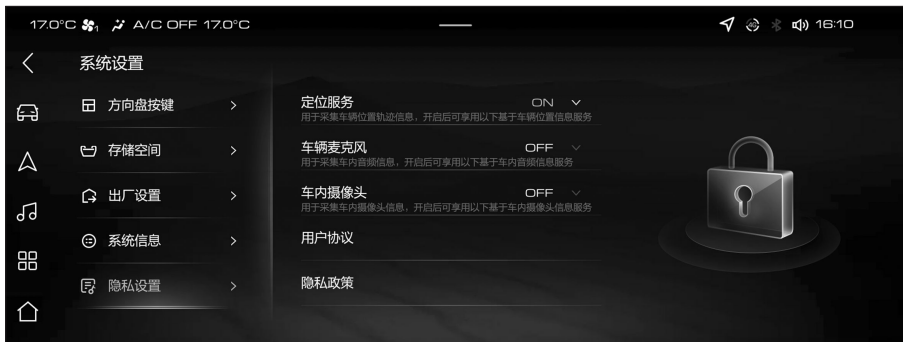 17.0°C 1 A/C OFF 17.0°C 4G 16:10
系统设置
方向盘按键
存储空间
出厂设置
系统信息
隐私设置
定位服务 ON
用于采集车辆位置轨迹信息，开启后可享用以下基于车辆位置信息服务
车辆麦克风 OFF
用于采集车内音频信息，开启后可享用以下基于车内音频信息服务
车内摄像头 OFF
用于采集车内摄像头信息，开启后可享用以下基于车内摄像头信息服务
用户协议
隐私政策